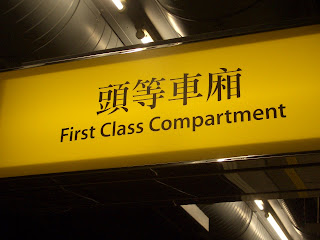 頭等車廂
First Class Compartment